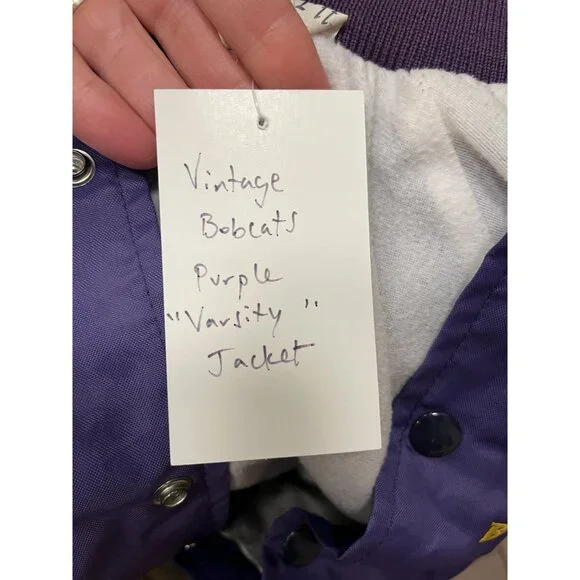 Vintage
Bobcats
Purple
"Varsity"
Jacket